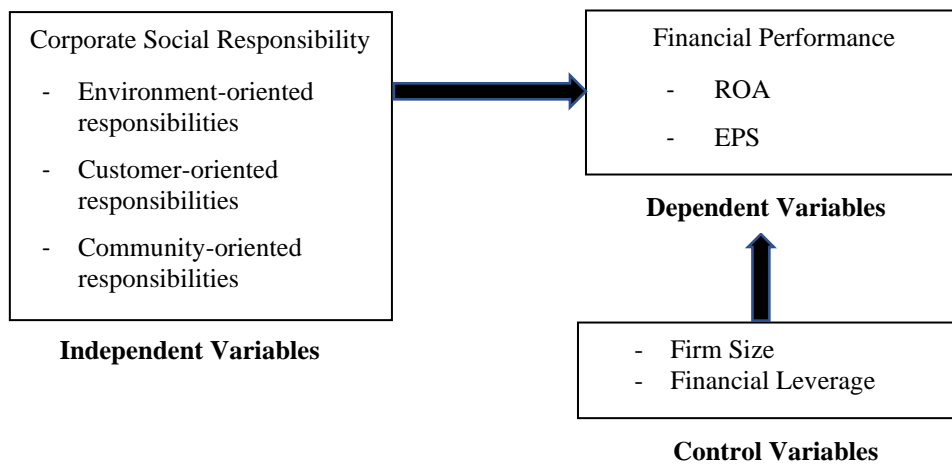 Corporate Social Responsibility
- Environment-oriented
responsibilities
- Customer-oriented
responsibilities
- Community-oriented
responsibilities
Independent Variables
Financial Performance
- ROA
- EPS
Dependent Variables
- Firm Size
- Financial Leverage
Control Variables